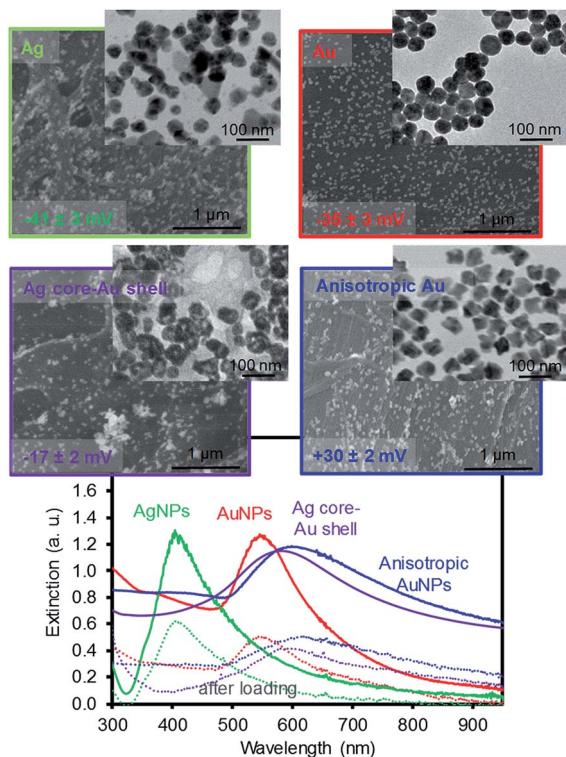 Ag
100 nm
-41 ± 3 mV
1 µm
Au
100 nm
-35 ± 3 mV
1 µm
Ag core-Au shell
100 nm
-17 ± 2 mV
1 µm
Anisotropic Au
100 nm
+30 ± 2 mV
1 µm
Extinction (a. u.)
1.6
1.4
1.2
1.0
0.8
0.6
0.4
0.2
0.0
AgNPs
AuNPs
Ag core-
Au shell
Anisotropic
AuNPs
after loading
300
400
500
600
700
800
900
Wavelength (nm)